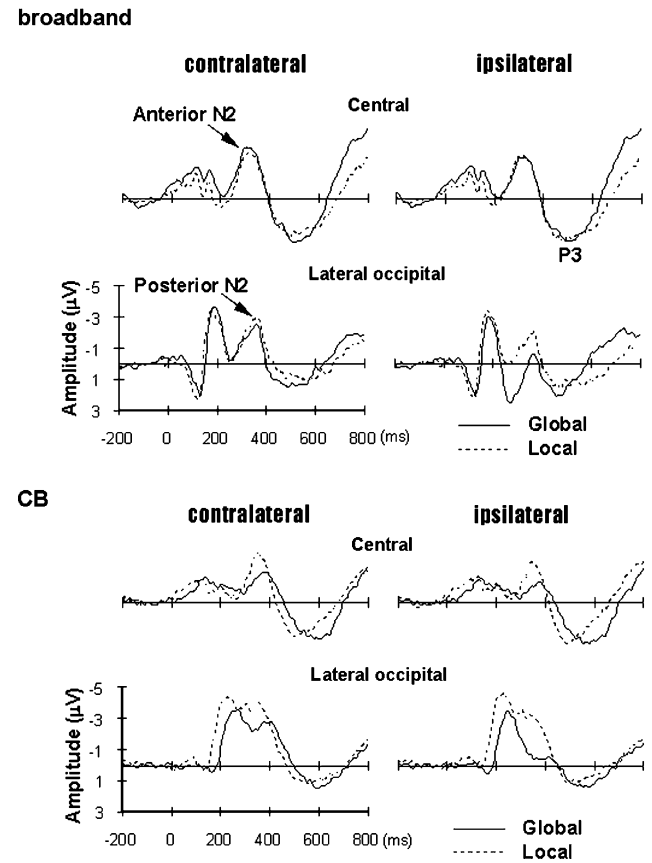 broadband
contralateral ipsilateral
Anterior N2 Central
P3
Posterior N2 Lateral occipital
Amplitude (µV)
-5
-3
-1
1
3
-200 0 200 400 600 800 (ms)
Global
Local
CB
contralateral ipsilateral
Central
Lateral occipital
Amplitude (µV)
-5
-3
-1
1
3
-200 0 200 400 600 800 (ms)
Global
Local